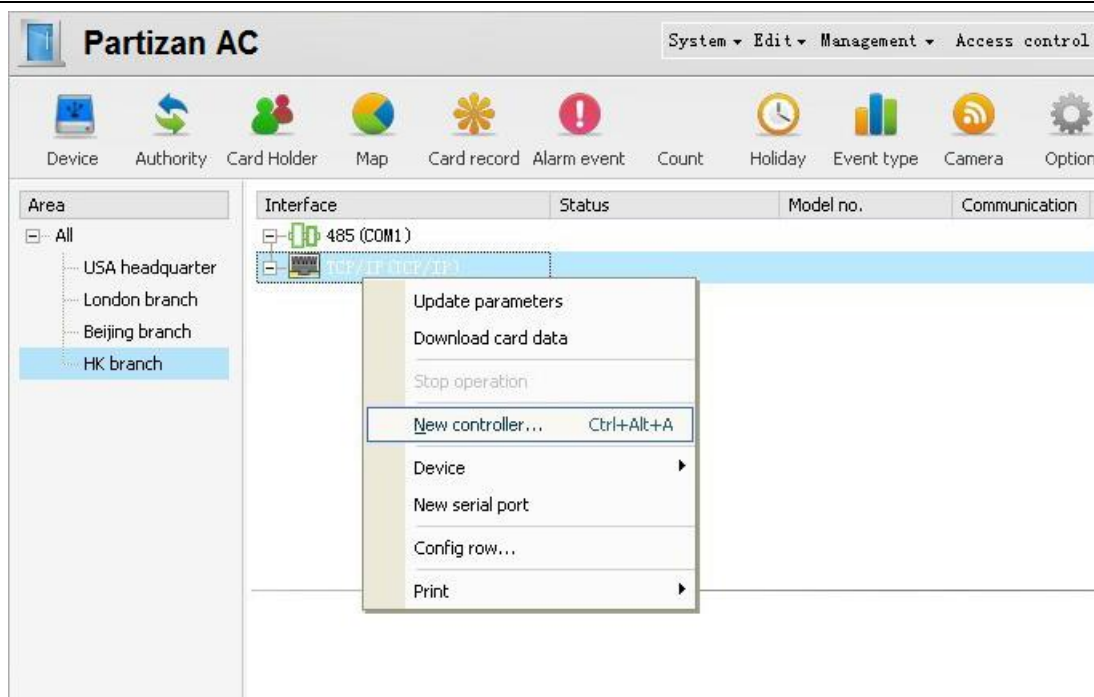 Partizan AC
System Edit Management Access control
Device Authority Card Holder Map Card record Alarm event Count Holiday Event type Camera Option
Area Interface Status Model no. Communication
All 485 (COM1)
USA headquarter TCP/IP (TCP/IP)
London branch
Beijing branch
HK branch
Update parameters
Download card data
Stop operation
New controller... Ctrl+Alt+A
Device
New serial port
Config row...
Print